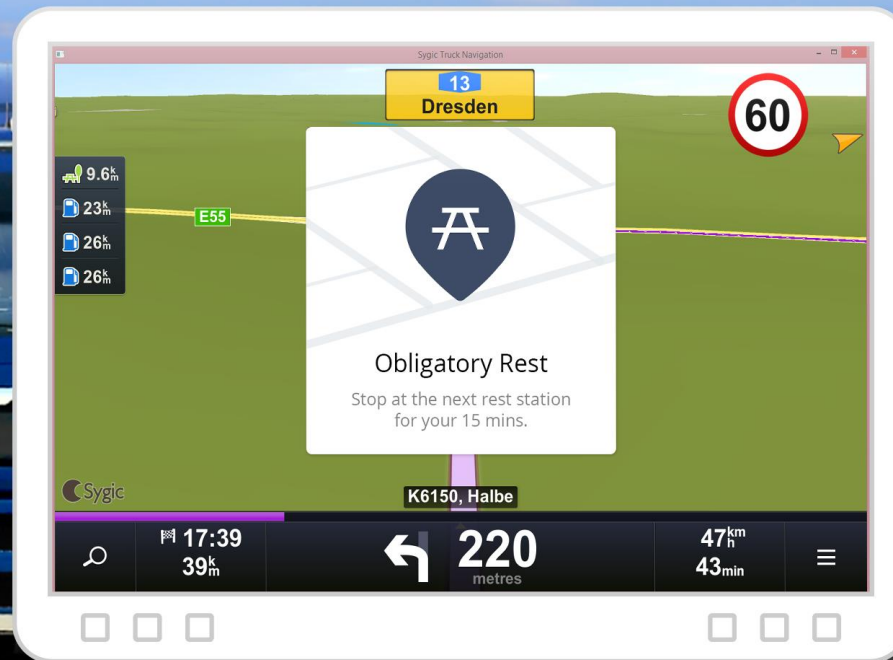 Sygic Truck Navigation
13
Dresden
60
9.6km
23km
26km
26km
E55
Obligatory Rest
Stop at the next rest station
for your 15 mins.
Sygic
K6150, Halbe
17:39
39km
220
metres
47km/h
43min